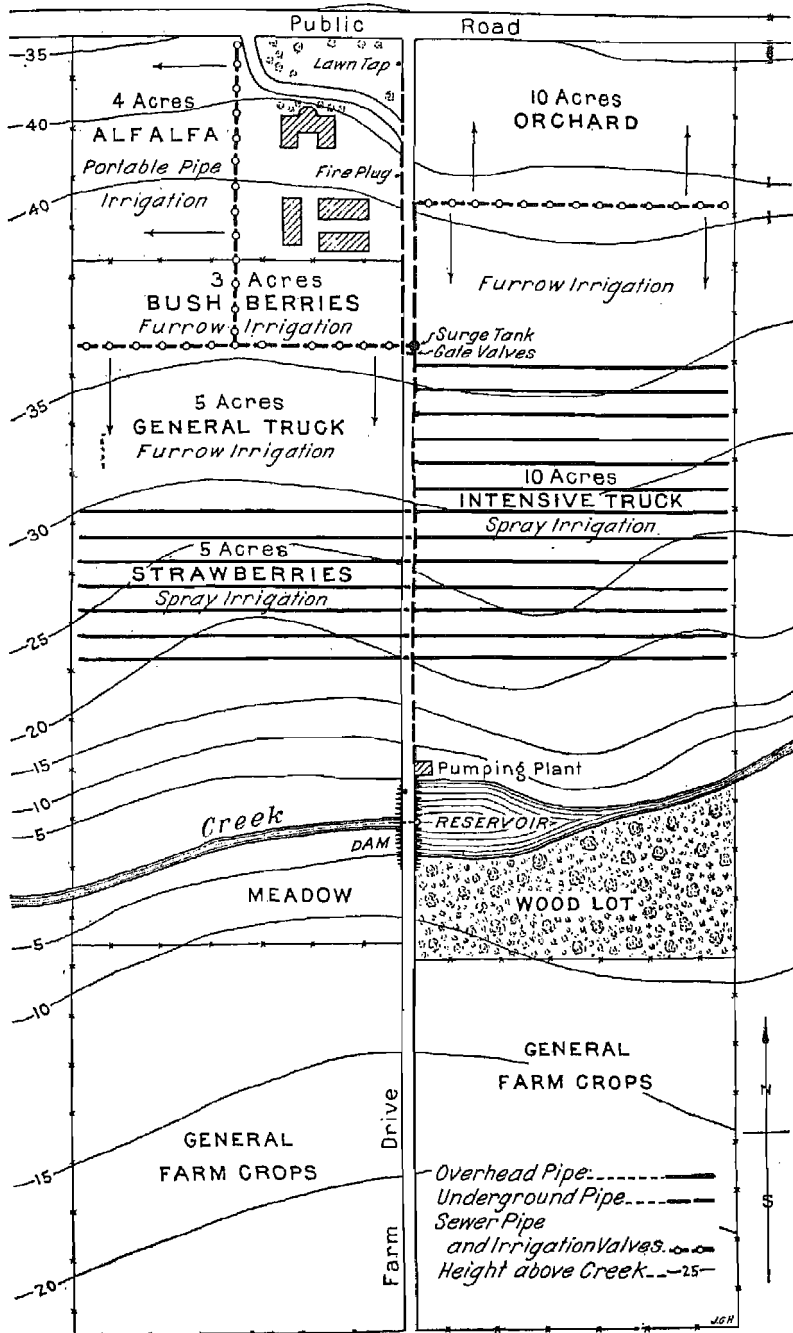 Public Road
-35
Lawn Tap
4 Acres
ALFALFA
Portable Pipe
Irrigation
-40
10 Acres
ORCHARD
Fire Plug
-40
3 Acres
BUSH BERRIES
Furrow Irrigation
Furrow Irrigation
Surge Tank
Gate Valves
-35
5 Acres
GENERAL TRUCK
Furrow Irrigation
10 Acres
INTENSIVE TRUCK
Spray Irrigation
-30
5 Acres
STRAWBERRIES
Spray Irrigation
-25
-20
-15
-10
-5
Pumping Plant
Creek
RESERVOIR
DAM
MEADOW
WOOD LOT
-5
-10
GENERAL
FARM CROPS
N
S
GENERAL
FARM CROPS
-15
-20
Farm Drive
Overhead Pipe
Underground Pipe
Sewer Pipe
and Irrigation Valves
Height above Creek -25-
J.G.H